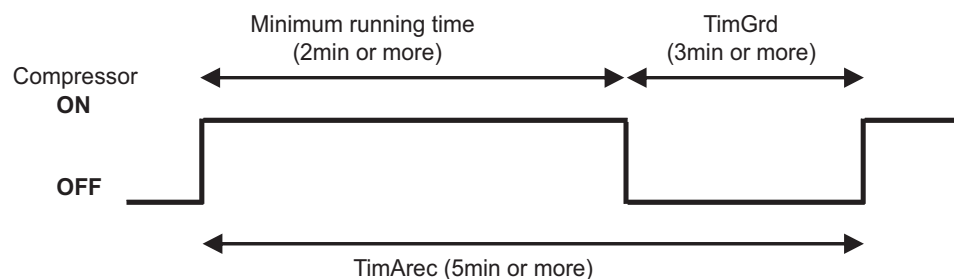 Minimum running time
(2min or more)
TimGrd
(3min or more)
Compressor
ON
OFF
TimArec (5min or more)